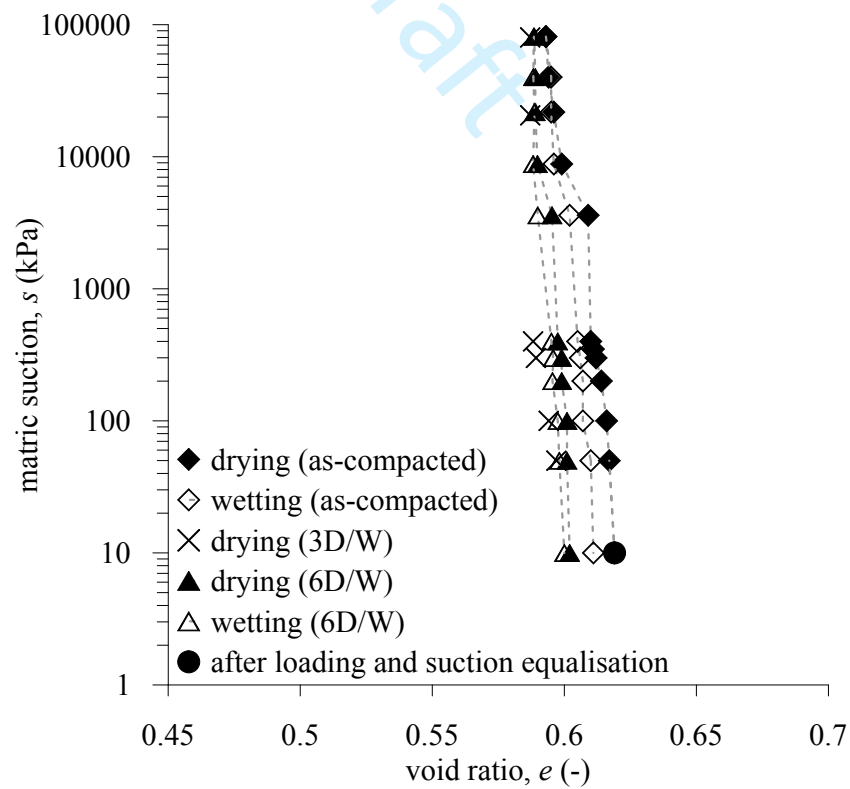 raft
100000
10000
1000
100
10
1
matric suction, s (kPa)
drying (as-compacted)
wetting (as-compacted)
drying (3D/W)
drying (6D/W)
wetting (6D/W)
after loading and suction equalisation
0.45 0.5 0.55 0.6 0.65 0.7
void ratio, e (-)